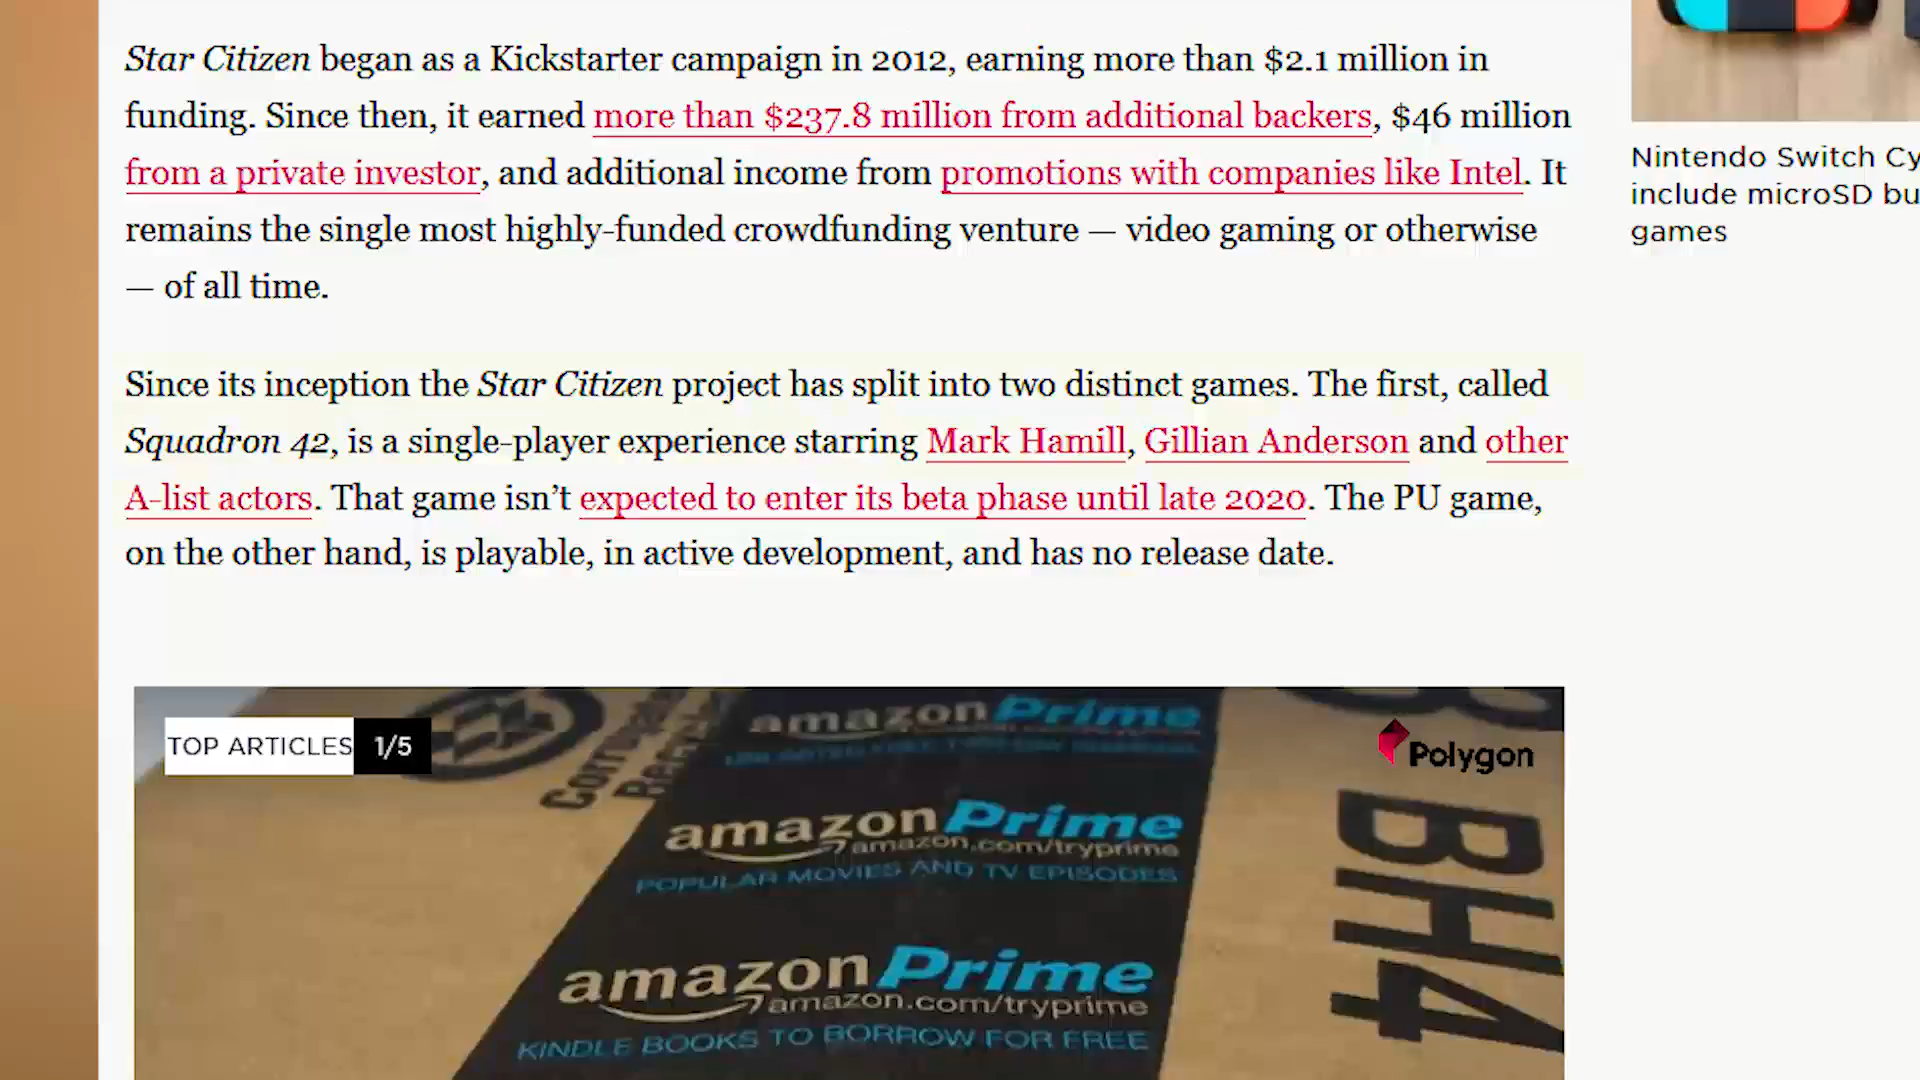 Star Citizen began as a Kickstarter campaign in 2012, earning more than $2.1 million in
funding. Since then, it earned more than $237.8 million from additional backers, $46 million
from a private investor, and additional income from promotions with companies like Intel. It
remains the single most highly-funded crowdfunding venture — video gaming or otherwise
— of all time.
Since its inception the Star Citizen project has split into two distinct games. The first, called
Squadron 42, is a single-player experience starring Mark Hamill, Gillian Anderson and other
A-list actors. That game isn’t expected to enter its beta phase until late 2020. The PU game,
on the other hand, is playable, in active development, and has no release date.
Nintendo Switch Cy
include microSD bu
games
TOP ARTICLES 1/5
Polygon
amazon Prime
amazon Prime
amazon.com/tryprime
POPULAR MOVIES AND TV EPISODES
amazon Prime
amazon.com/tryprime
KINDLE BOOKS TO BORROW FOR FREE
BH4